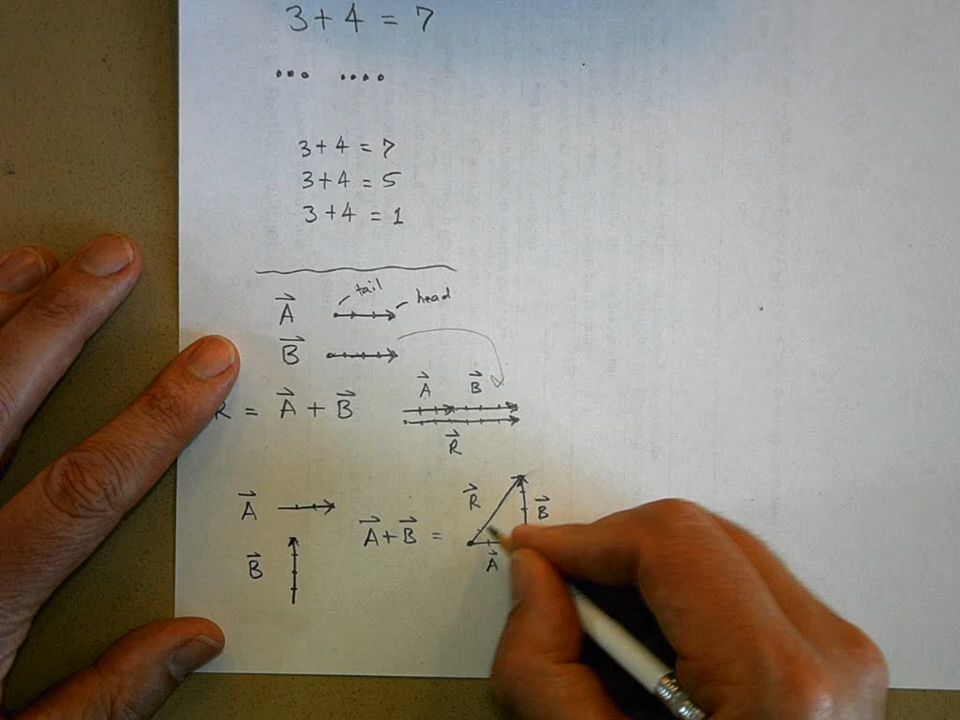 3 + 4 = 7
3 + 4 = 7
3 + 4 = 5
3 + 4 = 1
tail
A⃗
head
B⃗
A⃗ B⃗
R = A⃗ + B⃗
R⃗
R⃗
A⃗
B⃗
A⃗ + B⃗ =
B⃗
A⃗